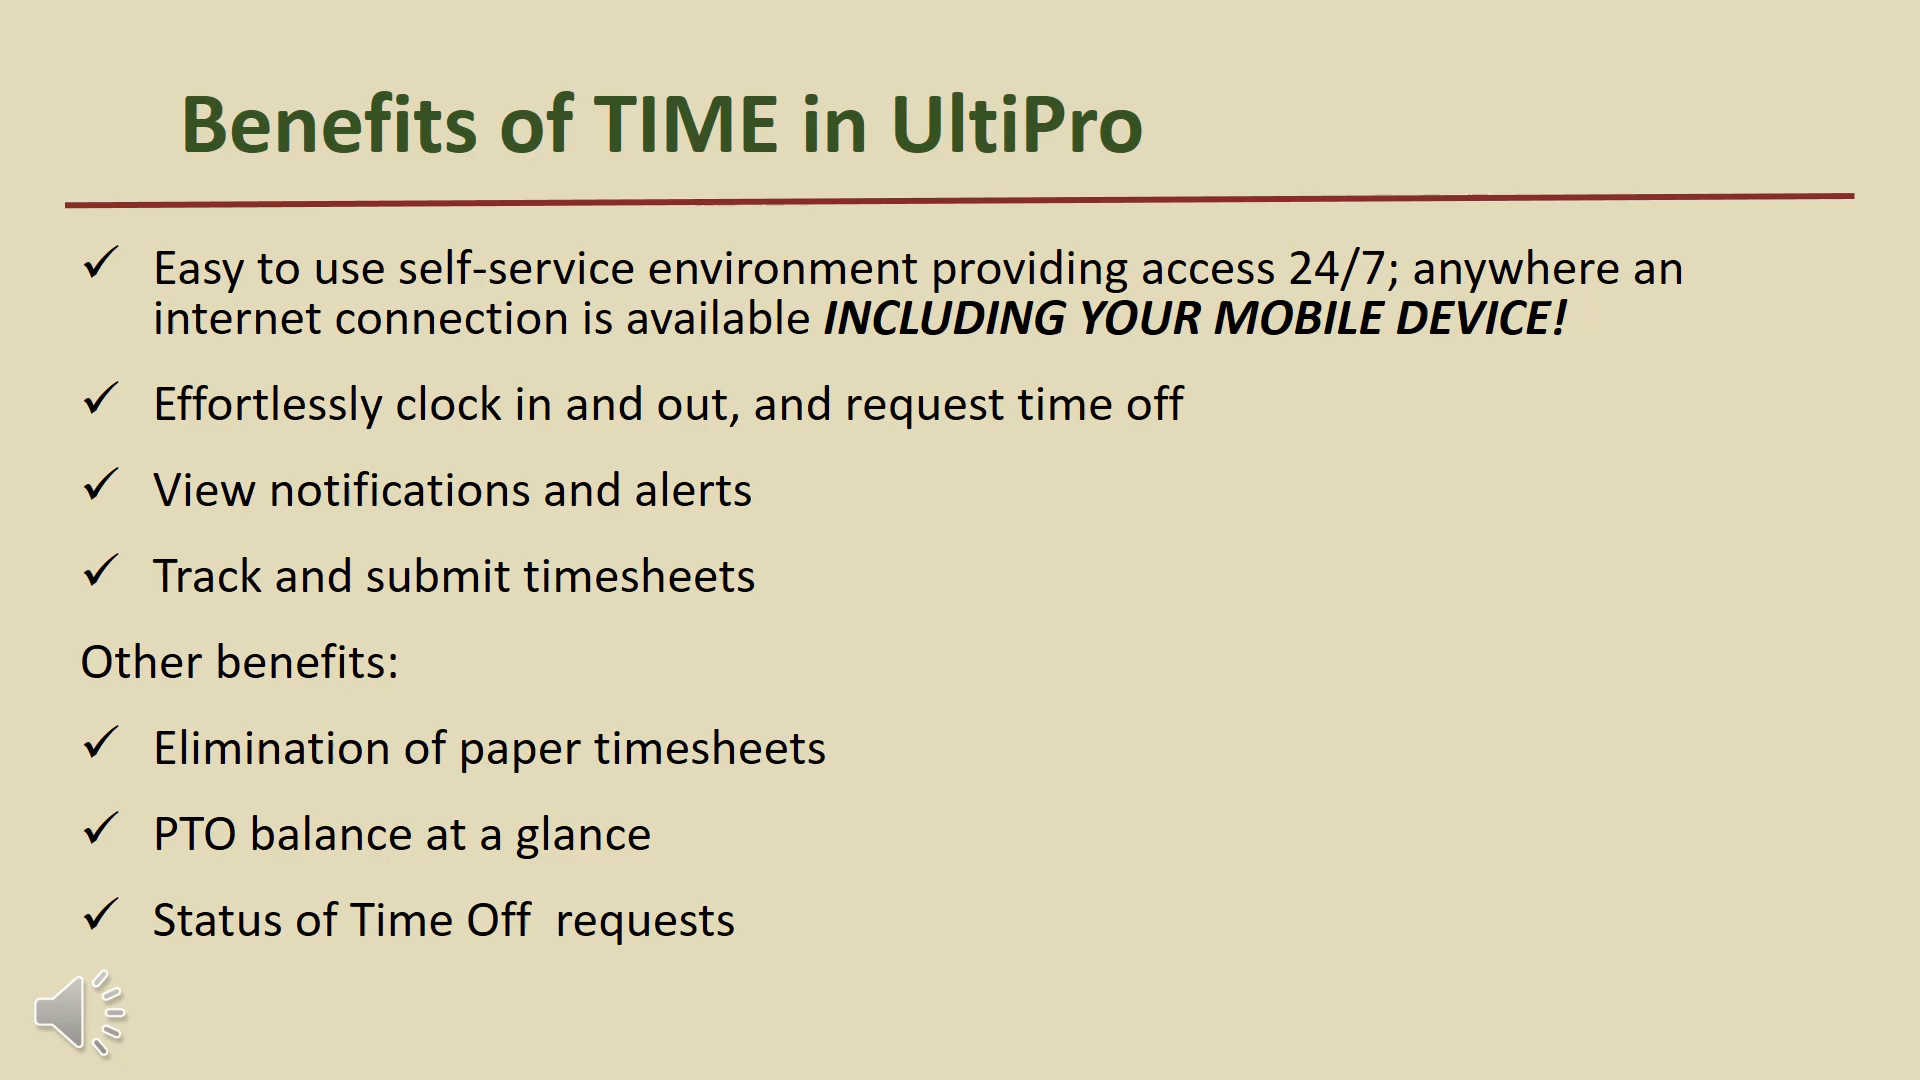 Benefits of TIME in UltiPro
✓ Easy to use self-service environment providing access 24/7; anywhere an
internet connection is available INCLUDING YOUR MOBILE DEVICE!
✓ Effortlessly clock in and out, and request time off
✓ View notifications and alerts
✓ Track and submit timesheets
Other benefits:
✓ Elimination of paper timesheets
✓ PTO balance at a glance
✓ Status of Time Off  requests